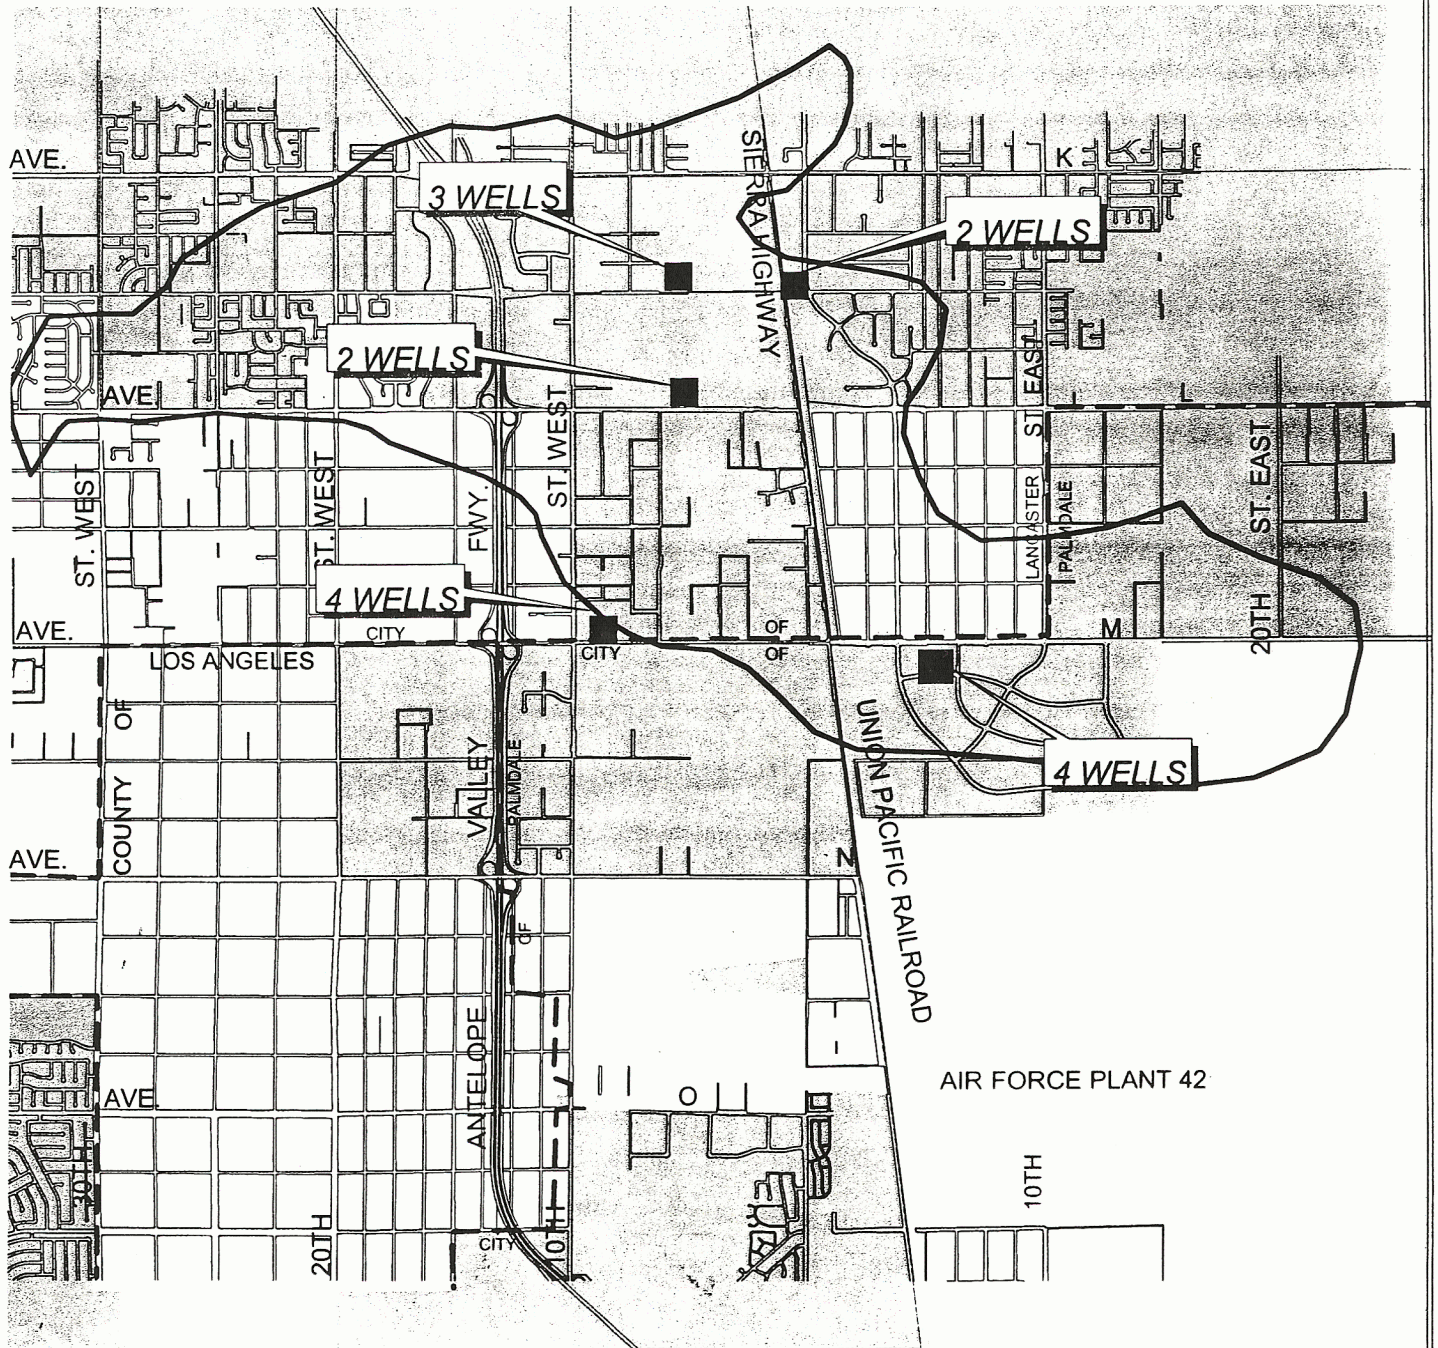 AVE.
K
3 WELLS
2 WELLS
SIERRA HIGHWAY
2 WELLS
AVE.
L
ST. WEST
ST. WEST
FWY.
ST. WEST
ST. EAST
LANCASTER
PALMDALE
ST. EAST
20TH
4 WELLS
AVE.
CITY
OF
M
LOS ANGELES
CITY
OF
COUNTY OF
VALLEY
PALMDALE
UNION PACIFIC RAILROAD
4 WELLS
AVE.
N
OF
ANTELOPE
AVE.
O
AIR FORCE PLANT 42
30TH
20TH
CITY
10TH
10TH